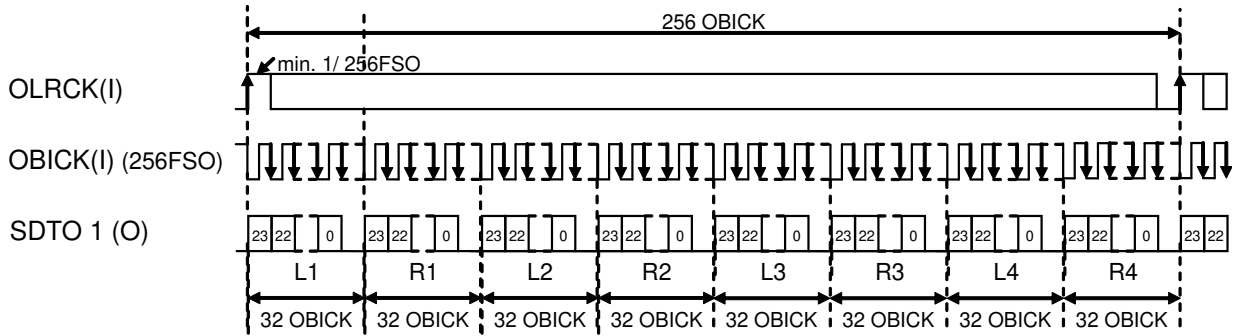 256 OBICK
min. 1/ 256FSO
OLRCK(I)
OBICK(I) (256FSO)
SDTO 1 (O)
23 22 0 23 22 0 23 22 0 23 22 0 23 22 0 23 22 0 23 22 0 23 22 0 23 22
L1 R1 L2 R2 L3 R3 L4 R4
32 OBICK 32 OBICK 32 OBICK 32 OBICK 32 OBICK 32 OBICK 32 OBICK 32 OBICK